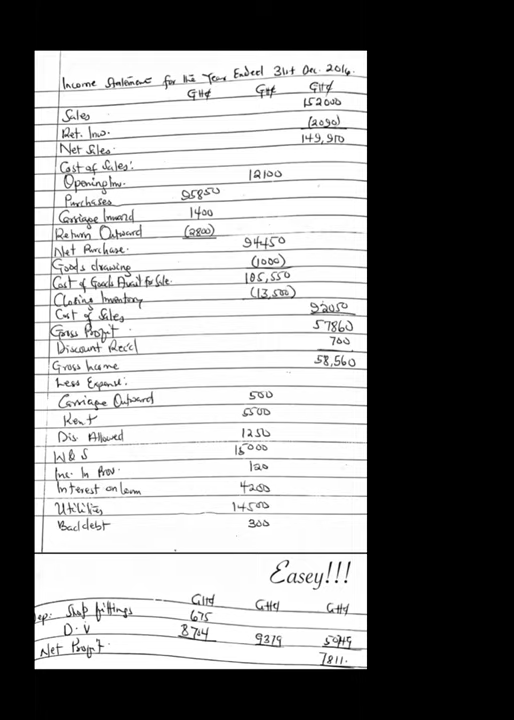 Income Statement for the Year Ended 31st Dec. 2016.
GH¢ GH¢ GH¢
Sales 152000
Ret. Inw. (2090)
Net Sales. 149,910
Cost of Sales:
Opening Inv. 12100
Purchases 95850
Carriage Inward 1400
Return Outward (2800)
Net Purchase. 94450
Goods drawing (1000)
Cost of Goods Avail for Sale. 105,550
Closing Inventory (13,500)
Cost of Sales 92050
Gross Profit. 57860
Discount Rec'd 700
Gross Income 58,560
Less Expense:
Carriage Outward 500
Rent 5500
Dis. Allowed 1250
W&S 15000
Inc. In Prov. 120
Interest on loan 4200
Utilities 14500
Bad debt 300
Easey!!!
GH¢ GH¢ GH¢
ep: Shop fittings 675
D.V 8704 9379 50749
Net Profit. 7811.